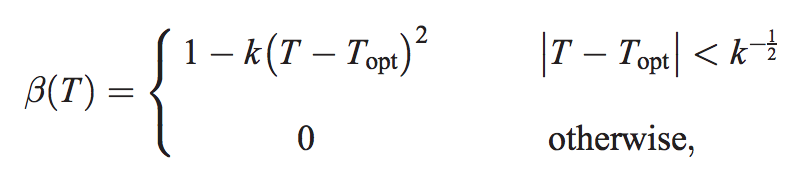 β(T) = { 1 − k(T − T_opt)² |T − T_opt| < k^{−1/2}
0 otherwise,